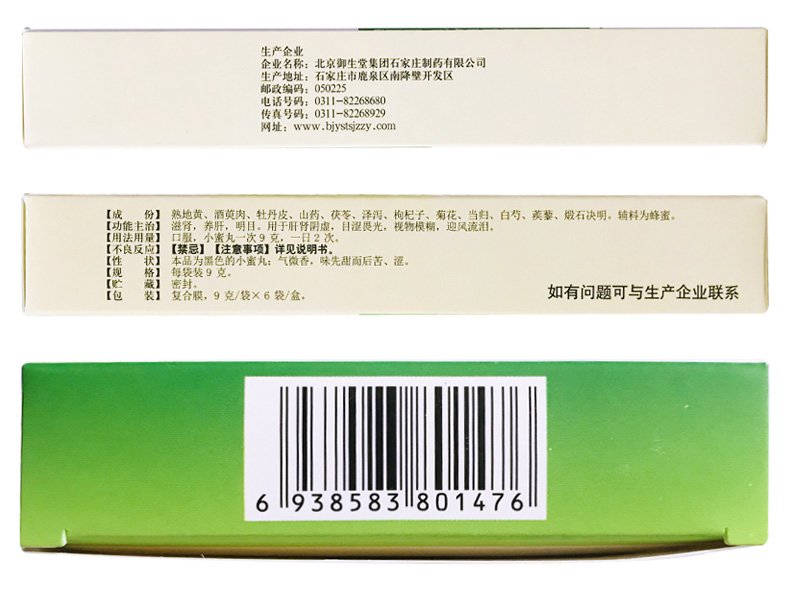 生产企业
企业名称：北京御生堂集团石家庄制药有限公司
生产地址：石家庄市鹿泉区南降壁开发区
邮政编码：050225
电话号码：0311-82268680
传真号码：0311-82268929
网址：www.bjystsjzzy.com
【成　份】熟地黄、酒萸肉、牡丹皮、山药、茯苓、泽泻、枸杞子、菊花、当归、白芍、蒺藜、煅石决明。辅料为蜂蜜。
【功能主治】滋肾，养肝，明目。用于肝肾阴虚，目涩畏光，视物模糊，迎风流泪。
【用法用量】口服，小蜜丸一次9克，一日2次。
【不良反应】【禁忌】【注意事项】详见说明书。
【性　状】本品为黑色的小蜜丸；气微香，味先甜而后苦、涩。
【规　格】每袋装9克。
【贮　藏】密封。
【包　装】复合膜，9克/袋×6袋/盒。
如有问题可与生产企业联系
6 938583 801476